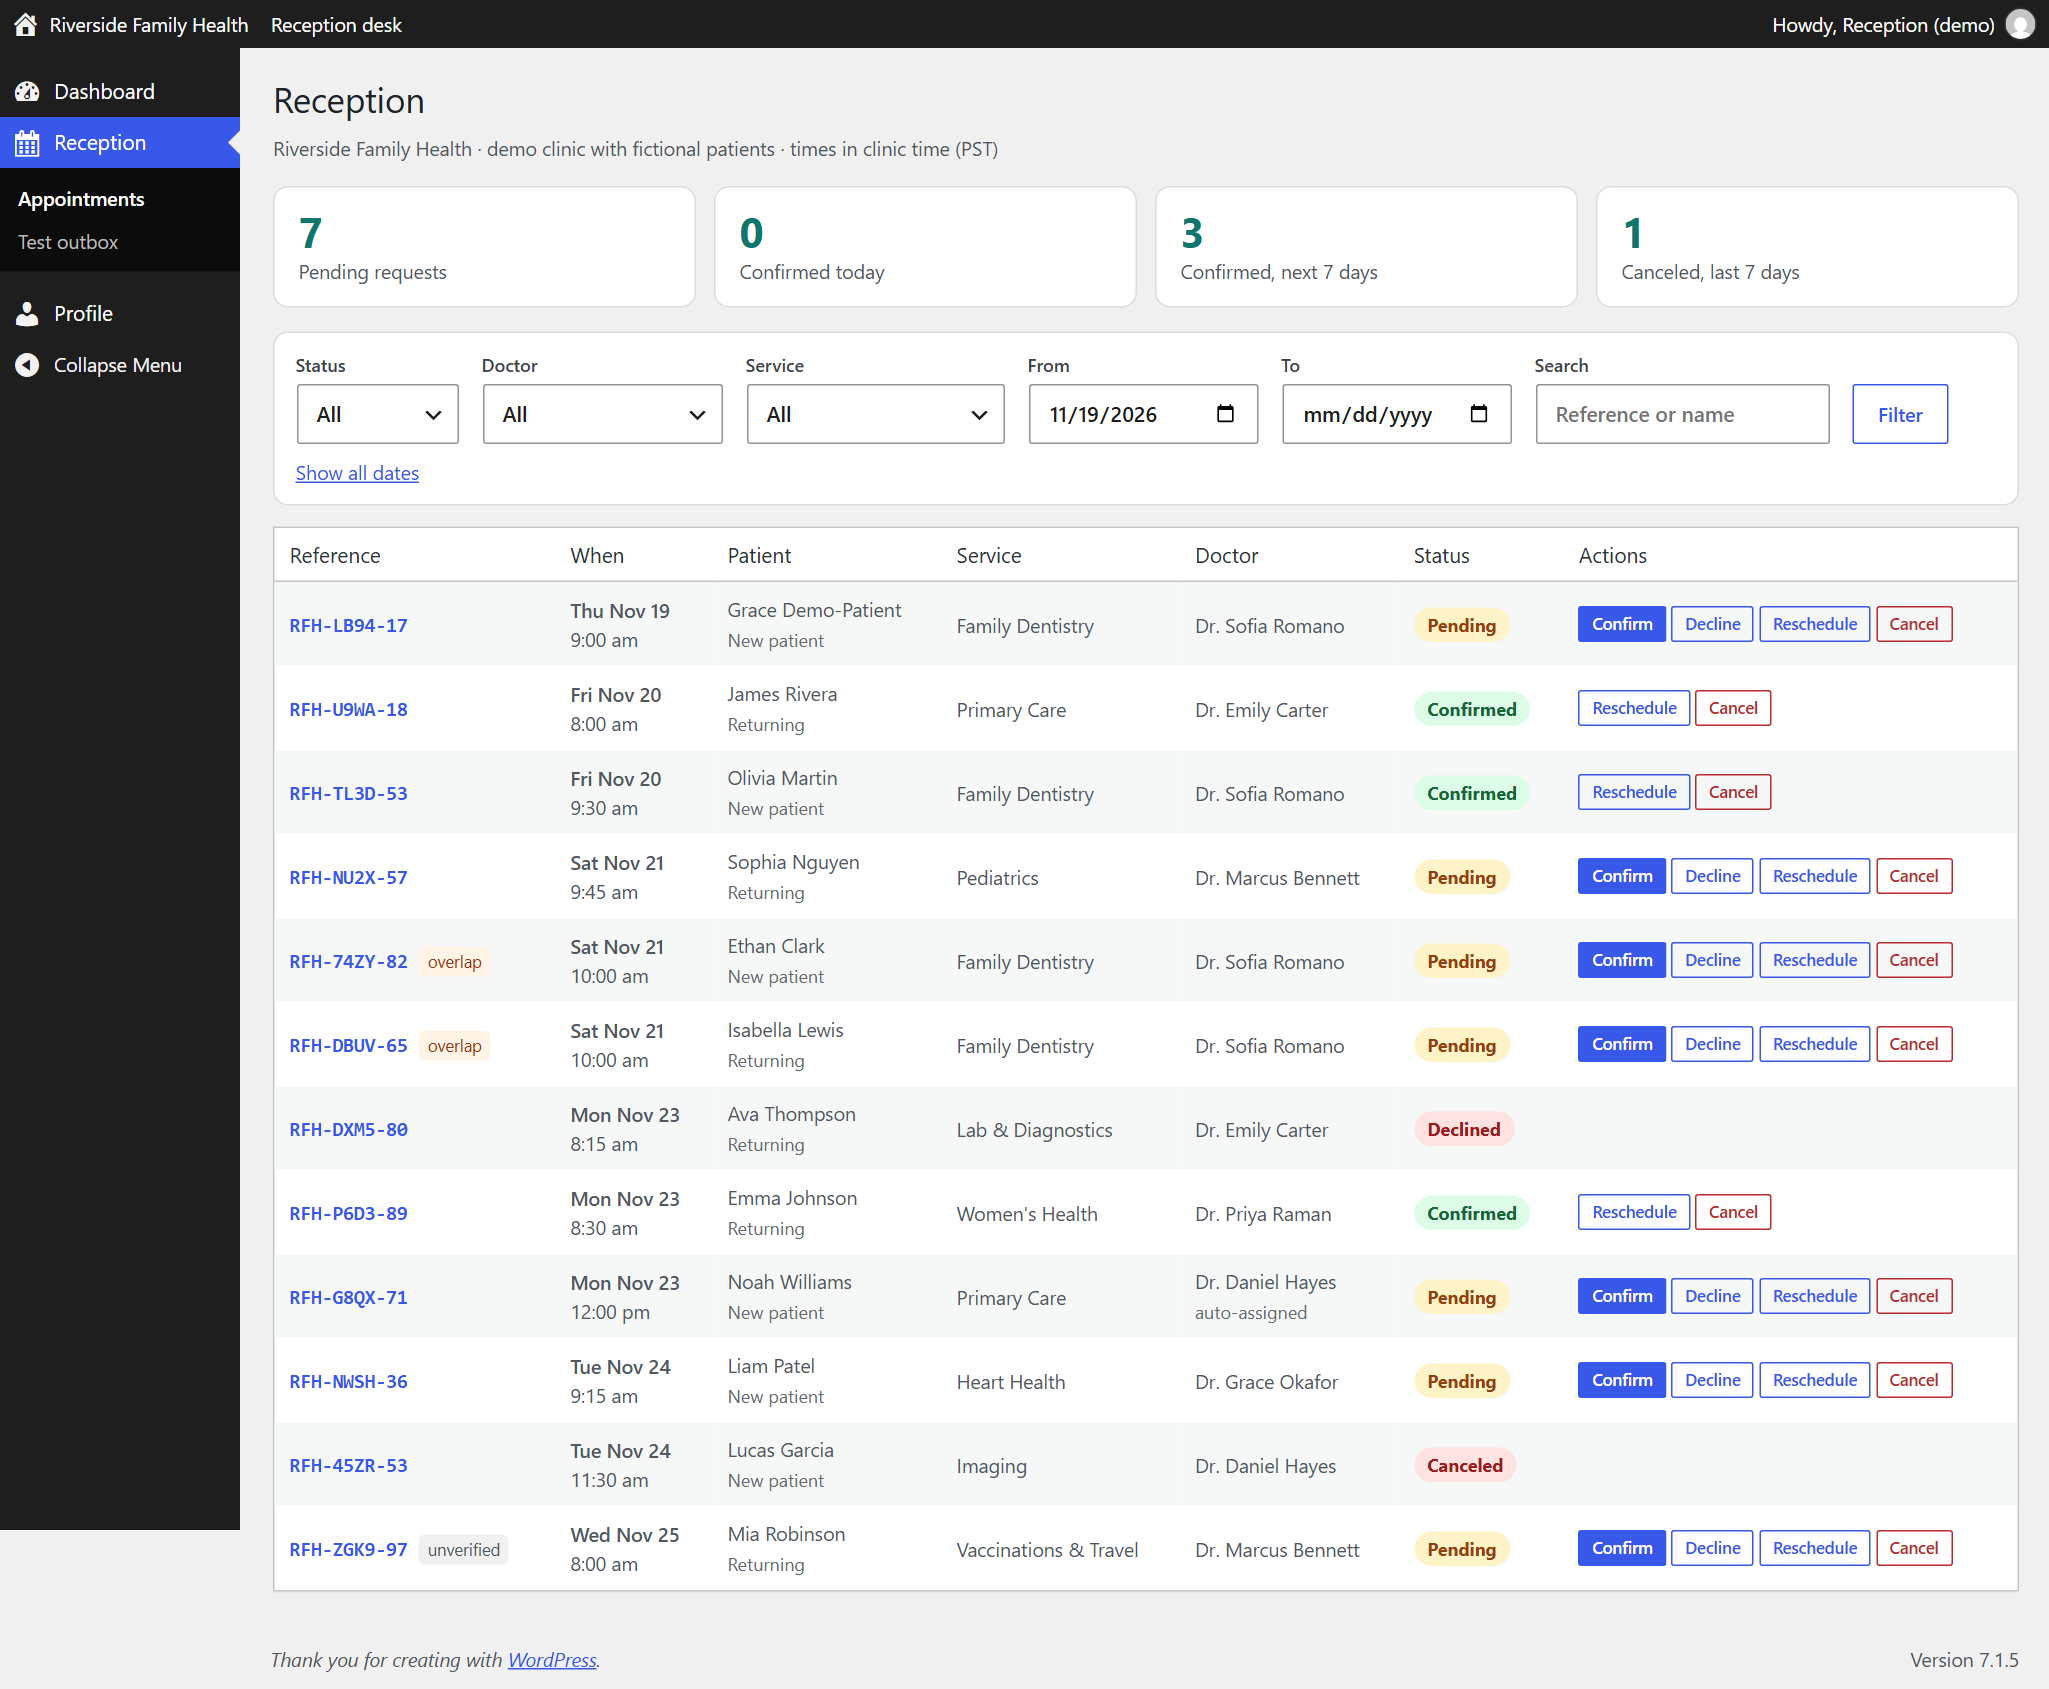 Riverside Family Health Reception desk Howdy, Reception (demo)
Dashboard
Reception
Appointments
Test outbox
Profile
Collapse Menu
Reception
Riverside Family Health · demo clinic with fictional patients · times in clinic time (PST)
7
Pending requests
0
Confirmed today
3
Confirmed, next 7 days
1
Canceled, last 7 days
Status Doctor Service From To Search
All All All 11/19/2026 mm/dd/yyyy Reference or name Filter
Show all dates
Reference When Patient Service Doctor Status Actions
RFH-LB94-17 Thu Nov 19 9:00 am Grace Demo-Patient New patient Family Dentistry Dr. Sofia Romano Pending Confirm Decline Reschedule Cancel
RFH-U9WA-18 Fri Nov 20 8:00 am James Rivera Returning Primary Care Dr. Emily Carter Confirmed Reschedule Cancel
RFH-TL3D-53 Fri Nov 20 9:30 am Olivia Martin New patient Family Dentistry Dr. Sofia Romano Confirmed Reschedule Cancel
RFH-NU2X-57 Sat Nov 21 9:45 am Sophia Nguyen Returning Pediatrics Dr. Marcus Bennett Pending Confirm Decline Reschedule Cancel
RFH-74ZY-82 overlap Sat Nov 21 10:00 am Ethan Clark New patient Family Dentistry Dr. Sofia Romano Pending Confirm Decline Reschedule Cancel
RFH-DBUV-65 overlap Sat Nov 21 10:00 am Isabella Lewis Returning Family Dentistry Dr. Sofia Romano Pending Confirm Decline Reschedule Cancel
RFH-DXM5-80 Mon Nov 23 8:15 am Ava Thompson Returning Lab & Diagnostics Dr. Emily Carter Declined
RFH-P6D3-89 Mon Nov 23 8:30 am Emma Johnson Returning Women's Health Dr. Priya Raman Confirmed Reschedule Cancel
RFH-G8QX-71 Mon Nov 23 12:00 pm Noah Williams New patient Primary Care Dr. Daniel Hayes auto-assigned Pending Confirm Decline Reschedule Cancel
RFH-NWSH-36 Tue Nov 24 9:15 am Liam Patel New patient Heart Health Dr. Grace Okafor Pending Confirm Decline Reschedule Cancel
RFH-45ZR-53 Tue Nov 24 11:30 am Lucas Garcia New patient Imaging Dr. Daniel Hayes Canceled
RFH-ZGK9-97 unverified Wed Nov 25 8:00 am Mia Robinson Returning Vaccinations & Travel Dr. Marcus Bennett Pending Confirm Decline Reschedule Cancel
Thank you for creating with WordPress. Version 7.1.5